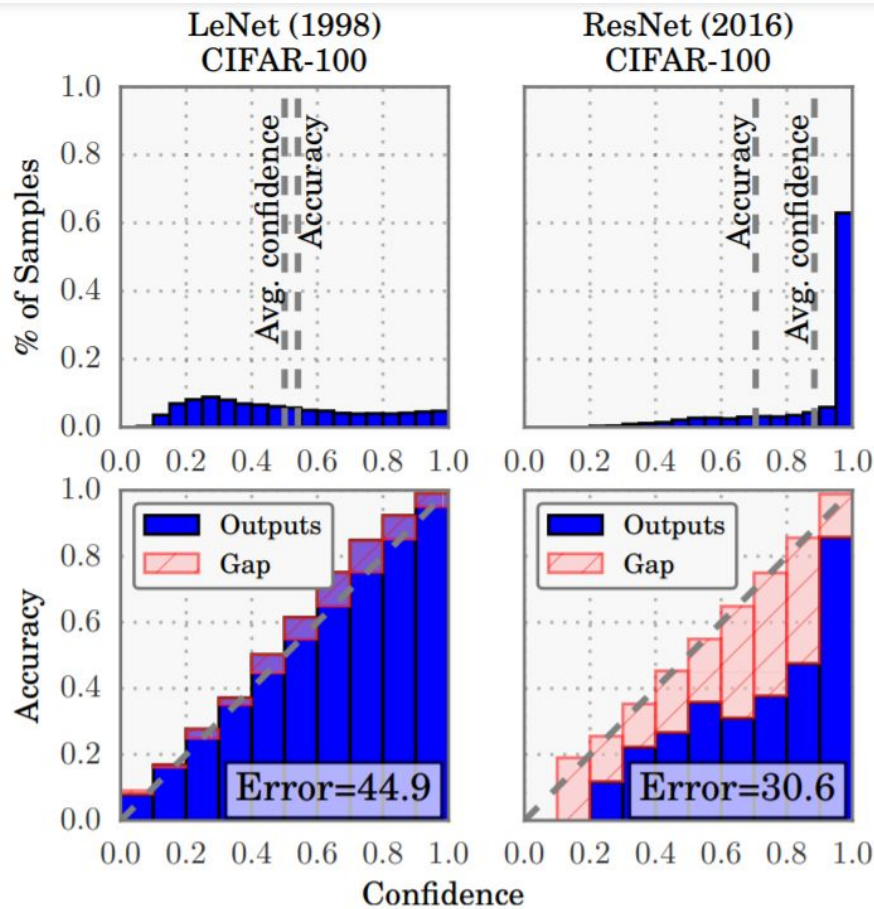 LeNet (1998)
CIFAR-100
ResNet (2016)
CIFAR-100
% of Samples
1.0
0.8
0.6
0.4
0.2
0.0
Avg. confidence
Accuracy
Accuracy
Avg. confidence
0.0 0.2 0.4 0.6 0.8 1.0
0.0 0.2 0.4 0.6 0.8 1.0
Accuracy
1.0
0.8
0.6
0.4
0.2
0.0
Outputs
Gap
Error=44.9
Outputs
Gap
Error=30.6
0.0 0.2 0.4 0.6 0.8 1.0
0.0 0.2 0.4 0.6 0.8 1.0
Confidence